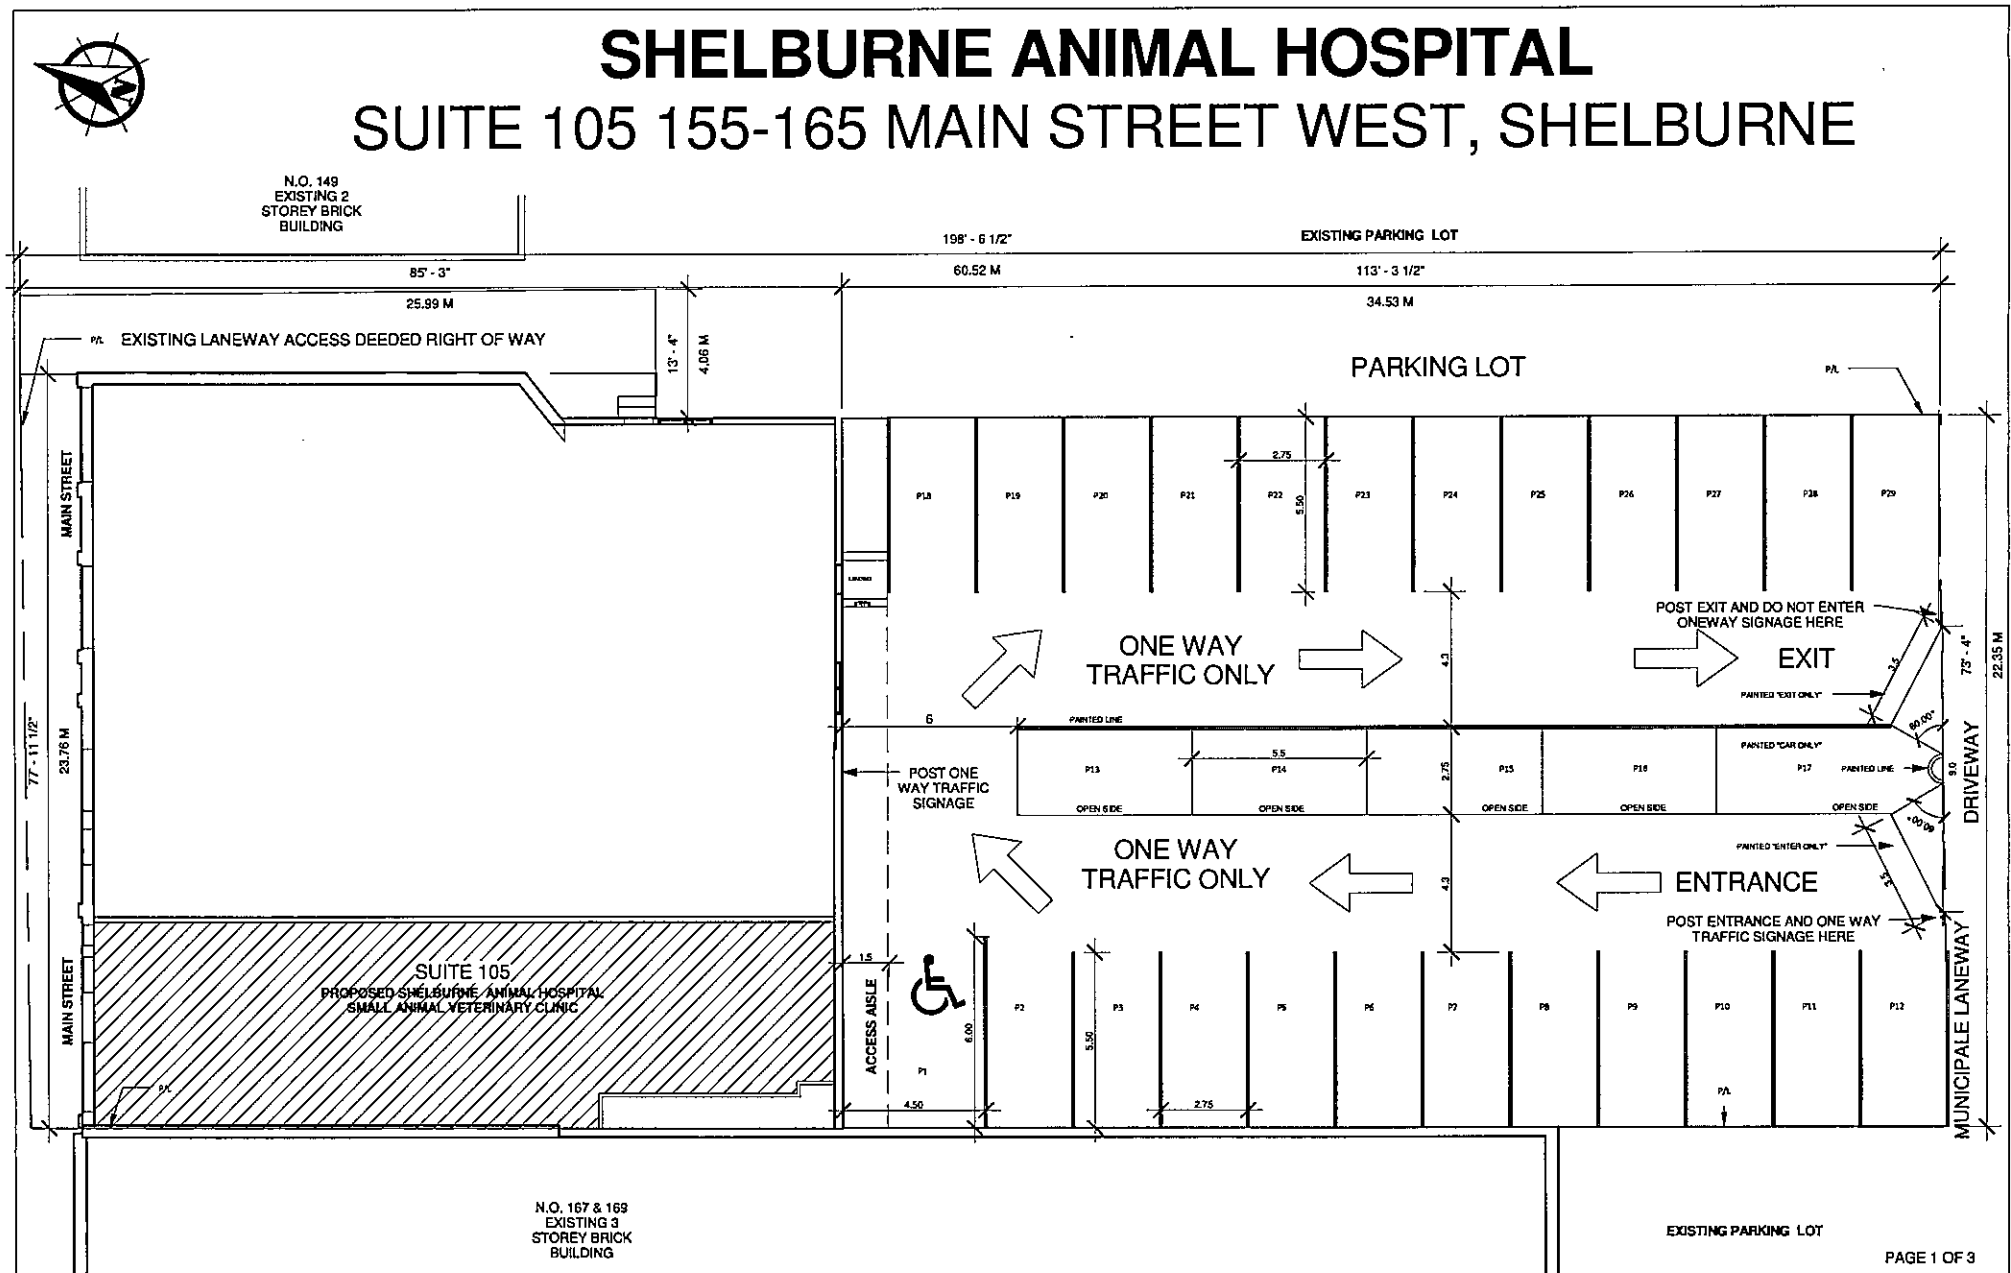 SHELBURNE ANIMAL HOSPITAL
SUITE 105 155-165 MAIN STREET WEST, SHELBURNE
N
N.O. 149
EXISTING 2
STOREY BRICK
BUILDING
198' - 6 1/2"
EXISTING PARKING LOT
85' - 3"
60.52 M
113' - 3 1/2"
25.99 M
34.53 M
P/L
EXISTING LANEWAY ACCESS DEEDED RIGHT OF WAY
13' - 4"
4.06 M
PARKING LOT
P/L
MAIN STREET
2.75
5.50
P18
P19
P20
P21
P22
P23
P24
P25
P26
P27
P28
P29
LANDING
STEPS
POST EXIT AND DO NOT ENTER
ONEWAY SIGNAGE HERE
ONE WAY
TRAFFIC ONLY
4.3
EXIT
3.5
73' - 4"
22.35 M
PAINTED "EXIT ONLY"
6
PAINTED LINE
60.00°
77' - 11 1/2"
23.76 M
POST ONE
WAY TRAFFIC
SIGNAGE
P13
5.5
P14
2.75
P15
P16
PAINTED "CAR ONLY"
P17
PAINTED LINE
9.0
DRIVEWAY
OPEN SIDE
OPEN SIDE
OPEN SIDE
OPEN SIDE
OPEN SIDE
60.00°
ONE WAY
TRAFFIC ONLY
4.3
PAINTED "ENTER ONLY"
3.5
ENTRANCE
POST ENTRANCE AND ONE WAY
TRAFFIC SIGNAGE HERE
MAIN STREET
SUITE 105
PROPOSED SHELBURNE ANIMAL HOSPITAL
SMALL ANIMAL VETERINARY CLINIC
1.5
ACCESS AISLE
6.00
5.50
P1
P2
P3
P4
P5
P6
P7
P8
P9
P10
P11
P12
MUNICIPALE LANEWAY
P/L
P/L
4.50
2.75
N.O. 167 & 169
EXISTING 3
STOREY BRICK
BUILDING
EXISTING PARKING LOT
PAGE 1 OF 3